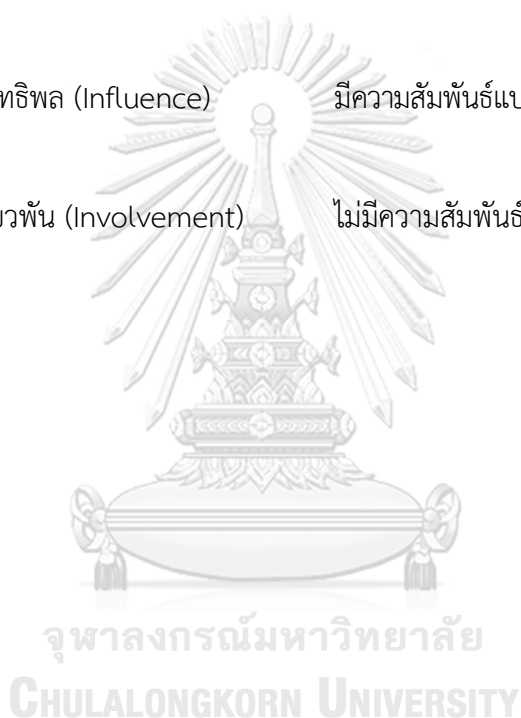 ทธิพล (Influence) มีความสัมพันธ์แบ
ยวพัน (Involvement) ไม่มีความสัมพันธ์
จุฬาลงกรณ์มหาวิทยาลัย
CHULALONGKORN UNIVERSITY